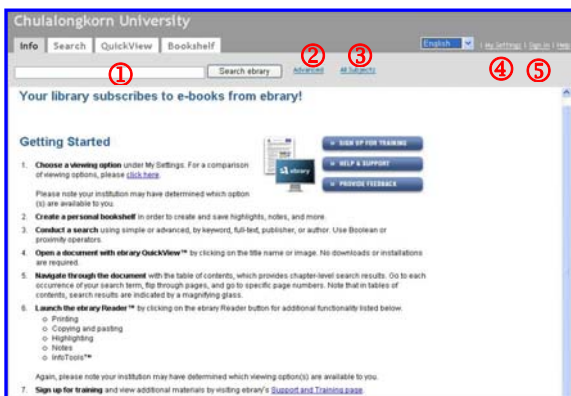 Chulalongkorn University
Info Search QuickView Bookshelf
English | My Settings | Sign In | Help
② ③
① Search ebrary Advanced All Subjects ④ ⑤
Your library subscribes to e-books from ebrary!
Getting Started
1. Choose a viewing option under My Settings. For a comparison
of viewing options, please click here.
Please note your institution may have determined which option
(s) are available to you.
ebrary
» SIGN UP FOR TRAINING
» HELP & SUPPORT
» PROVIDE FEEDBACK
2. Create a personal bookshelf in order to create and save highlights, notes, and more.
3. Conduct a search using simple or advanced, by keyword, full-text, publisher, or author. Use Boolean or
proximity operators.
4. Open a document with ebrary QuickView™ by clicking on the title name or image. No downloads or installations
are required.
5. Navigate through the document with the table of contents, which provides chapter-level search results. Go to each
occurrence of your search term, flip through pages, and go to specific page numbers. Note that in tables of
contents, search results are indicated by a magnifying glass.
6. Launch the ebrary Reader™ by clicking on the ebrary Reader button for additional functionality listed below.
o Printing
o Copying and pasting
o Highlighting
o Notes
o InfoTools™
Again, please note your institution may have determined which viewing option(s) are available to you.
7. Sign up for training and view additional materials by visiting ebrary's Support and Training page.